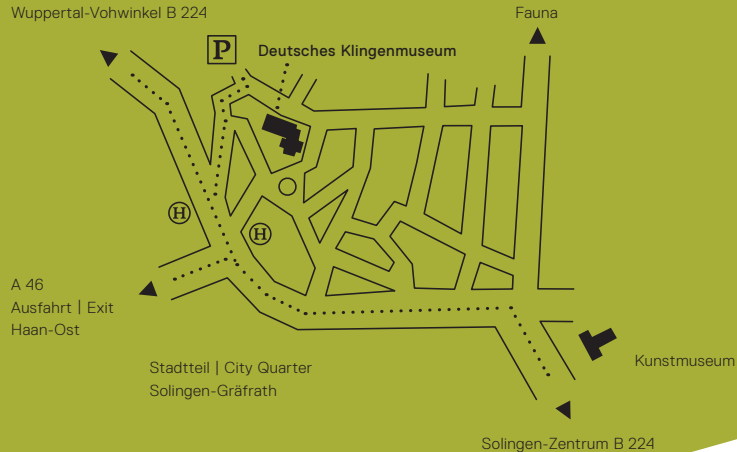 Wuppertal-Vohwinkel B 224
Fauna
P
Deutsches Klingenmuseum
H
H
A 46
Ausfahrt | Exit
Haan-Ost
Stadtteil | City Quarter
Solingen-Gräfrath
Kunstmuseum
Solingen-Zentrum B 224